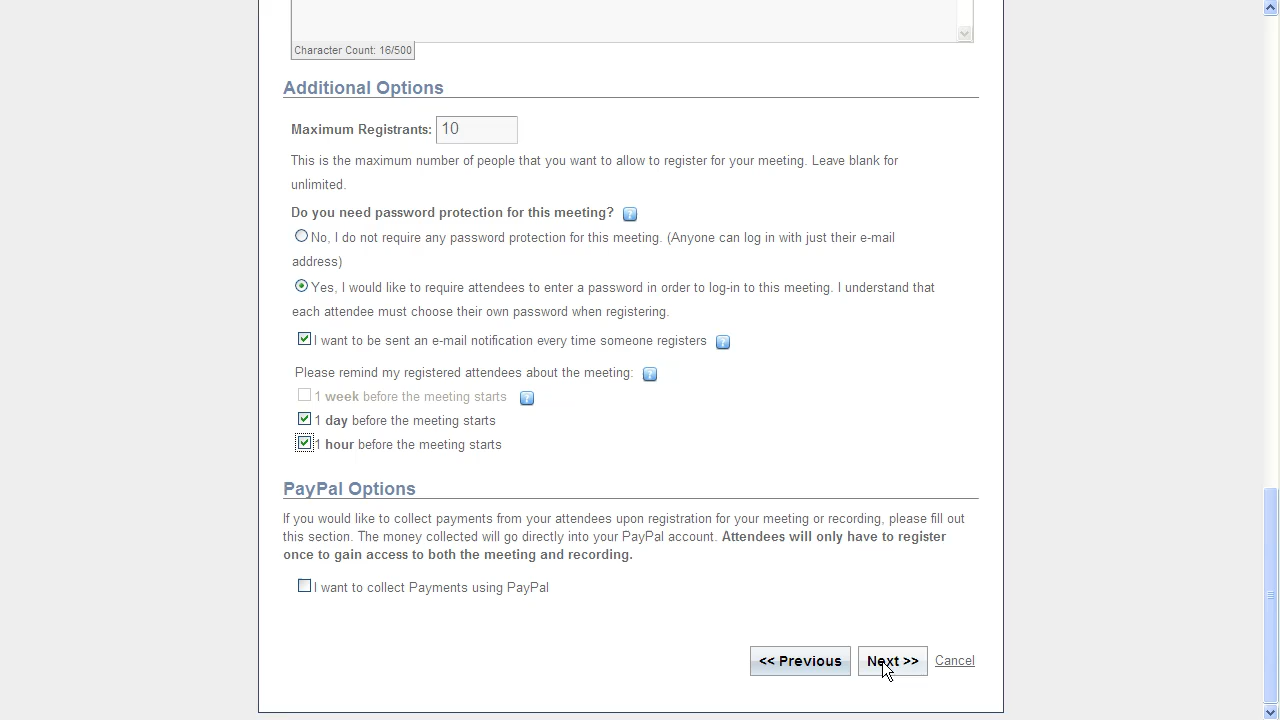 Character Count: 16/500
Additional Options
Maximum Registrants: 10
This is the maximum number of people that you want to allow to register for your meeting. Leave blank for
unlimited.
Do you need password protection for this meeting? ?
No, I do not require any password protection for this meeting. (Anyone can log in with just their e-mail
address)
Yes, I would like to require attendees to enter a password in order to log-in to this meeting. I understand that
each attendee must choose their own password when registering.
I want to be sent an e-mail notification every time someone registers ?
Please remind my registered attendees about the meeting: ?
1 week before the meeting starts ?
1 day before the meeting starts
1 hour before the meeting starts
PayPal Options
If you would like to collect payments from your attendees upon registration for your meeting or recording, please fill out
this section. The money collected will go directly into your PayPal account. Attendees will only have to register
once to gain access to both the meeting and recording.
I want to collect Payments using PayPal
<< Previous Next >> Cancel